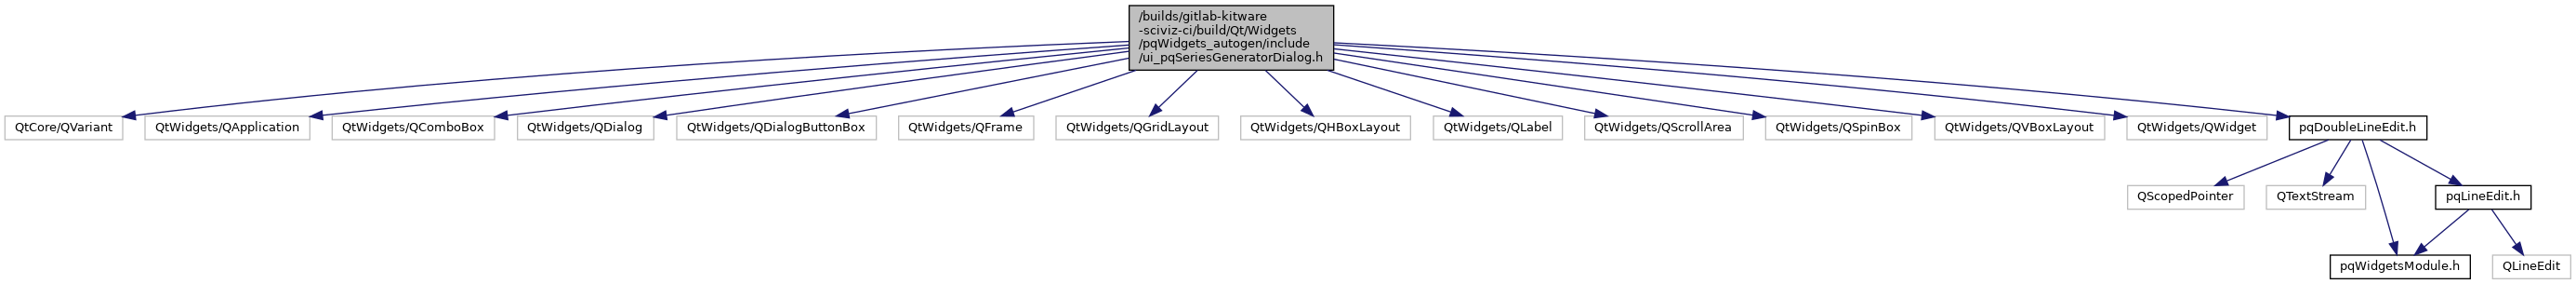 /builds/gitlab-kitware
-sciviz-ci/build/Qt/Widgets
/pqWidgets_autogen/include
/ui_pqSeriesGeneratorDialog.h
QtCore/QVariant
QtWidgets/QApplication
QtWidgets/QComboBox
QtWidgets/QDialog
QtWidgets/QDialogButtonBox
QtWidgets/QFrame
QtWidgets/QGridLayout
QtWidgets/QHBoxLayout
QtWidgets/QLabel
QtWidgets/QScrollArea
QtWidgets/QSpinBox
QtWidgets/QVBoxLayout
QtWidgets/QWidget
pqDoubleLineEdit.h
QScopedPointer
QTextStream
pqLineEdit.h
pqWidgetsModule.h
QLineEdit